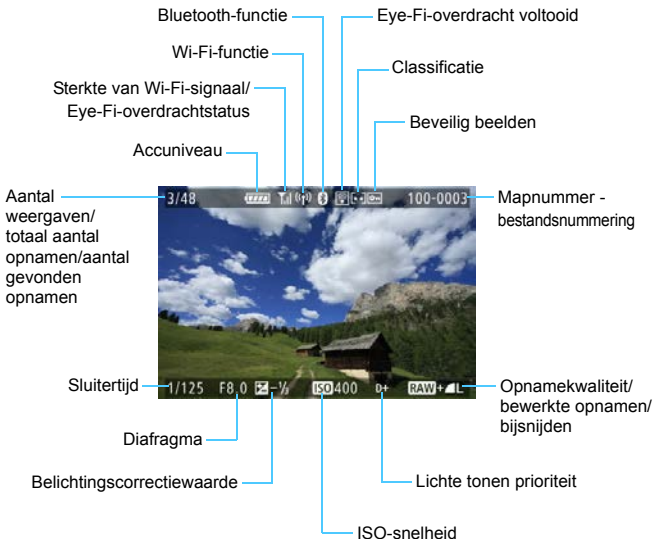 Bluetooth-functie
Eye-Fi-overdracht voltooid
Wi-Fi-functie
Classificatie
Sterkte van Wi-Fi-signaal/
Eye-Fi-overdrachtstatus
Beveilig beelden
Accuniveau
Aantal
weergaven/
totaal aantal
opnamen/aantal
gevonden
opnamen
3/48
100-0003
Mapnummer -
bestandsnummering
Sluitertijd
1/125
F8.0
-⅓
ISO 400
D+
RAW+L
Opnamekwaliteit/
bewerkte opnamen/
bijsnijden
Diafragma
Belichtingscorrectiewaarde
Lichte tonen prioriteit
ISO-snelheid